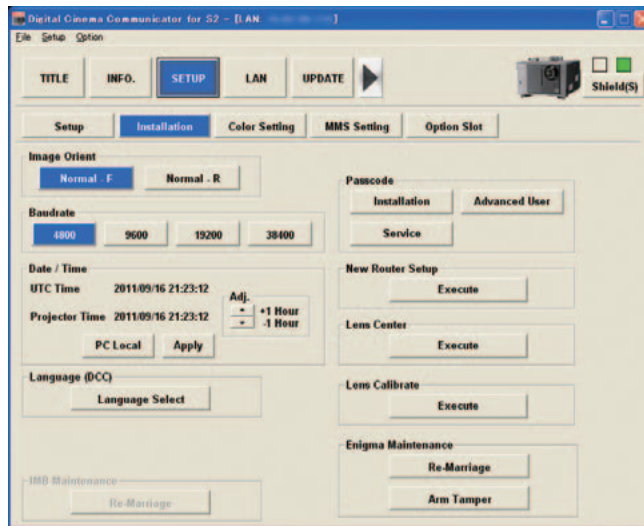 Digital Cinema Communicator for S2 - [LAN: ]
File Setup Option
TITLE INFO. SETUP LAN UPDATE
Shield(S)
Setup Installation Color Setting MMS Setting Option Slot
Image Orient
Normal - F Normal - R
Baudrate
4800 9600 19200 38400
Date / Time
UTC Time 2011/09/16 21:23:12
Adj.
Projector Time 2011/09/16 21:23:12
+1 Hour
-1 Hour
PC Local Apply
Language (DCC)
Language Select
IMB Maintenance
Re-Marriage
Passcode
Installation Advanced User
Service
New Router Setup
Execute
Lens Center
Execute
Lens Calibrate
Execute
Enigma Maintenance
Re-Marriage
Arm Tamper